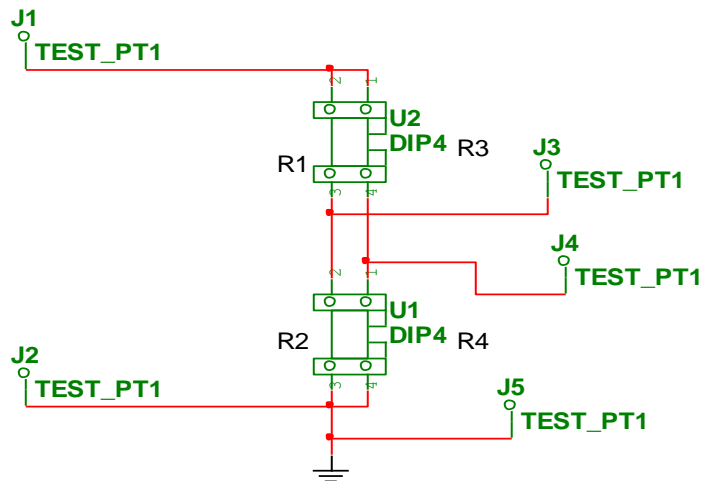 J1
TEST_PT1
2 1
U2
DIP4
R1
R3
3 4
J3
TEST_PT1
J4
TEST_PT1
2 1
U1
DIP4
R2
R4
3 4
J2
TEST_PT1
J5
TEST_PT1